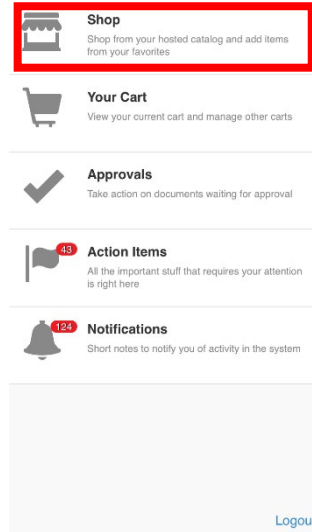 Shop
Shop from your hosted catalog and add items
from your favorites
Your Cart
View your current cart and manage other carts
Approvals
Take action on documents waiting for approval
43
Action Items
All the important stuff that requires your attention
is right here
124
Notifications
Short notes to notify you of activity in the system
Logou